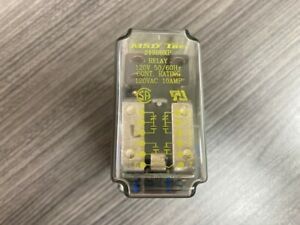 MSD Inc
RELAY
120V 50/60Hz
CONT. RATING
120VAC 10AMP